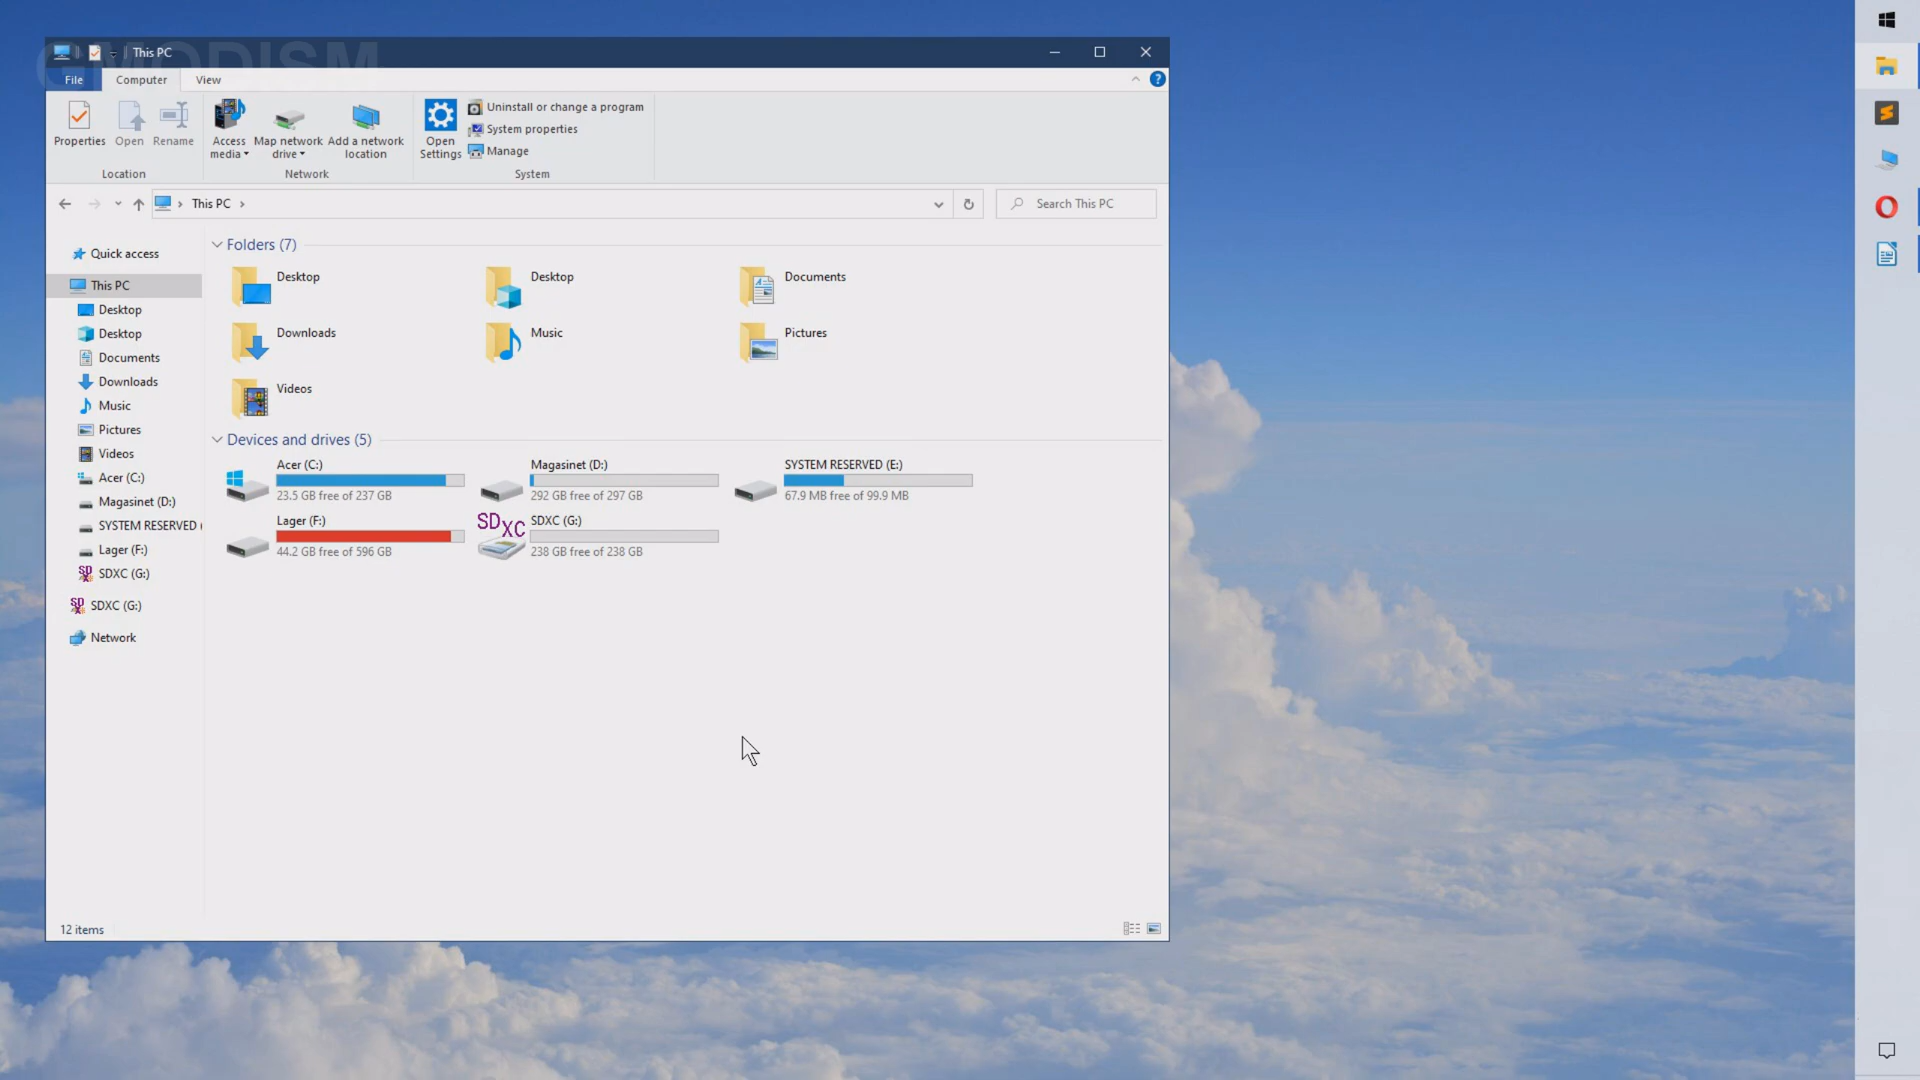 GMODISM
This PC
File
Computer
View
Properties
Open
Rename
Access
media
Map network
drive
Add a network
location
Open
Settings
Uninstall or change a program
System properties
Manage
Location
Network
System
This PC
Search This PC
Quick access
This PC
Desktop
Desktop
Documents
Downloads
Music
Pictures
Videos
Acer (C:)
Magasinet (D:)
SYSTEM RESERVED (
Lager (F:)
SDXC (G:)
SDXC (G:)
Network
Folders (7)
Desktop
Desktop
Documents
Downloads
Music
Pictures
Videos
Devices and drives (5)
Acer (C:)
23.5 GB free of 237 GB
Magasinet (D:)
292 GB free of 297 GB
SYSTEM RESERVED (E:)
67.9 MB free of 99.9 MB
Lager (F:)
44.2 GB free of 596 GB
SDXC
SDXC (G:)
238 GB free of 238 GB
12 items